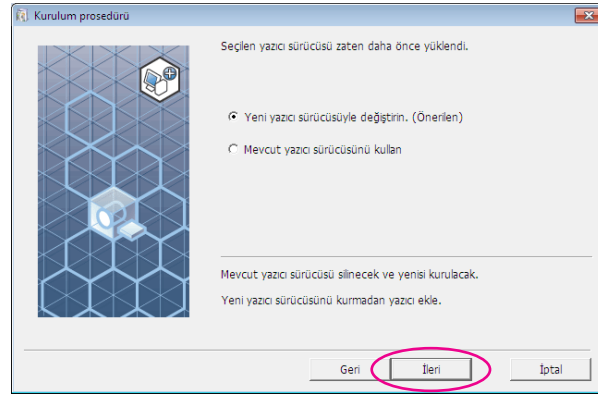 Kurulum prosedürü
Seçilen yazıcı sürücüsü zaten daha önce yüklendi.
Yeni yazıcı sürücüsüyle değiştirin. (Önerilen)
Mevcut yazıcı sürücüsünü kullan
Mevcut yazıcı sürücüsü silinecek ve yenisi kurulacak.
Yeni yazıcı sürücüsünü kurmadan yazıcı ekle.
Geri İleri İptal